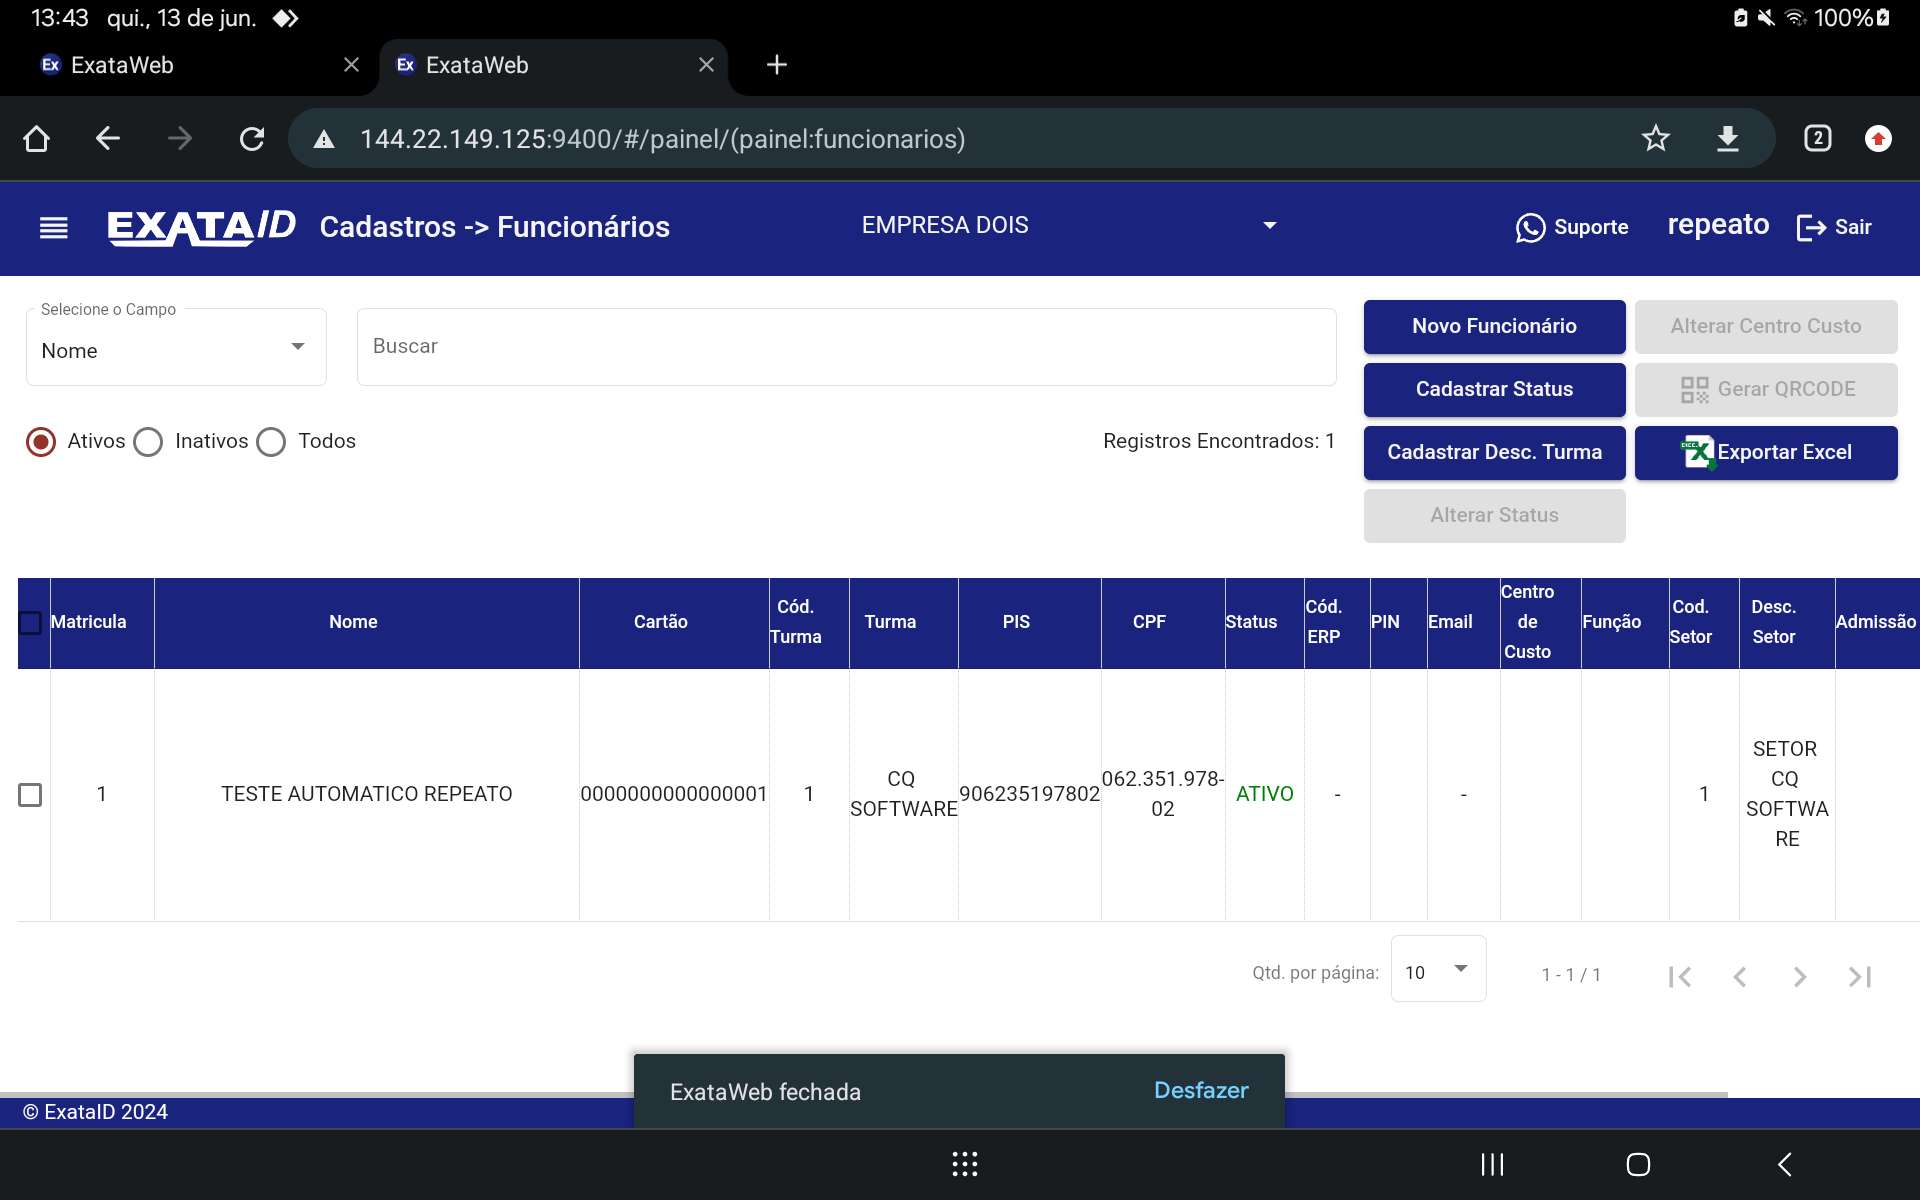 13:43 qui., 13 de jun. 100%
Ex ExataWeb Ex ExataWeb
144.22.149.125:9400/#/painel/(painel:funcionarios) 2
EXATA ID Cadastros -> Funcionários EMPRESA DOIS Suporte repeato Sair
Selecione o Campo
Nome
Buscar
Novo Funcionário Alterar Centro Custo
Cadastrar Status Gerar QRCODE
Ativos Inativos Todos Registros Encontrados: 1
Cadastrar Desc. Turma Exportar Excel
Alterar Status
Matricula Nome Cartão Cód. Turma Turma PIS CPF Status Cód. ERP PIN Email Centro de Custo Função Cod. Setor Desc. Setor Admissão
1 TESTE AUTOMATICO REPEATO 0000000000000001 1 CQ SOFTWARE 906235197802 062.351.978-02 ATIVO - - 1 SETOR CQ SOFTWA RE
Qtd. por página: 10 1 - 1 / 1
ExataWeb fechada Desfazer
© ExataID 2024